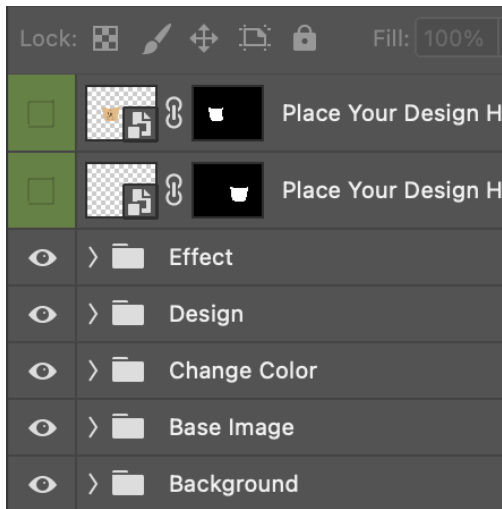 Lock: Fill: 100%
Place Your Design H
Place Your Design H
Effect
Design
Change Color
Base Image
Background